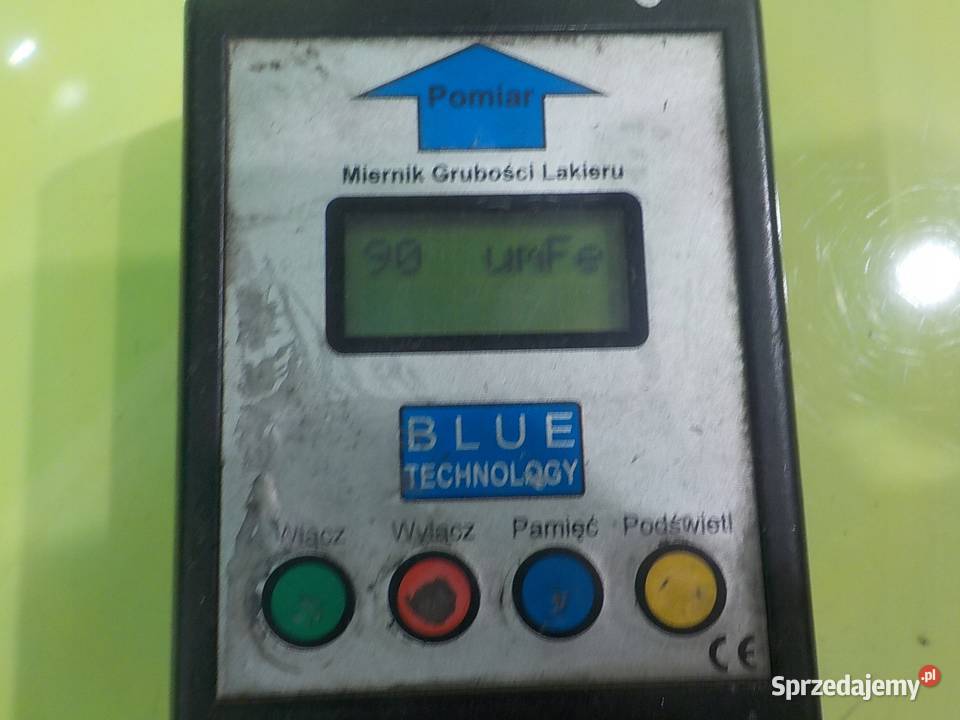 Pomiar
Miernik Grubości Lakieru
90 umFe
BLUE
TECHNOLOGY
Włącz Wyłącz Pamięć Podświetl
CE
Sprzedajemy.pl